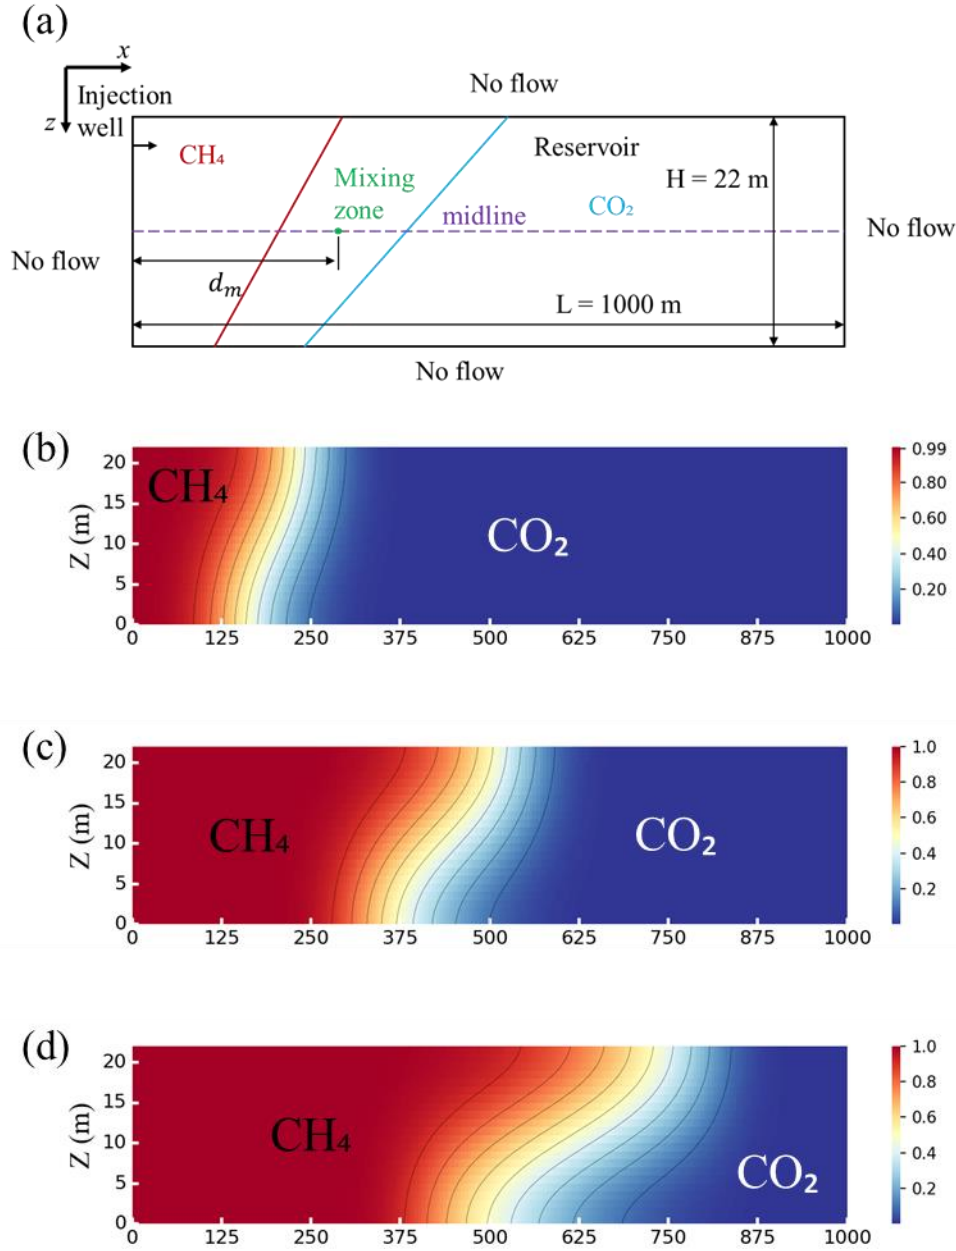 (a)
x
No flow
Injection
z well
CH₄
Reservoir
Mixing
zone
H = 22 m
CO₂
midline
No flow
No flow
dₘ
L = 1000 m
No flow
(b)
Z (m)
20
15
10
5
0
CH₄
CO₂
0 125 250 375 500 625 750 875 1000
0.99
0.80
0.60
0.40
0.20
(c)
Z (m)
20
15
10
5
0
CH₄
CO₂
0 125 250 375 500 625 750 875 1000
1.0
0.8
0.6
0.4
0.2
(d)
Z (m)
20
15
10
5
0
CH₄
CO₂
0 125 250 375 500 625 750 875 1000
1.0
0.8
0.6
0.4
0.2